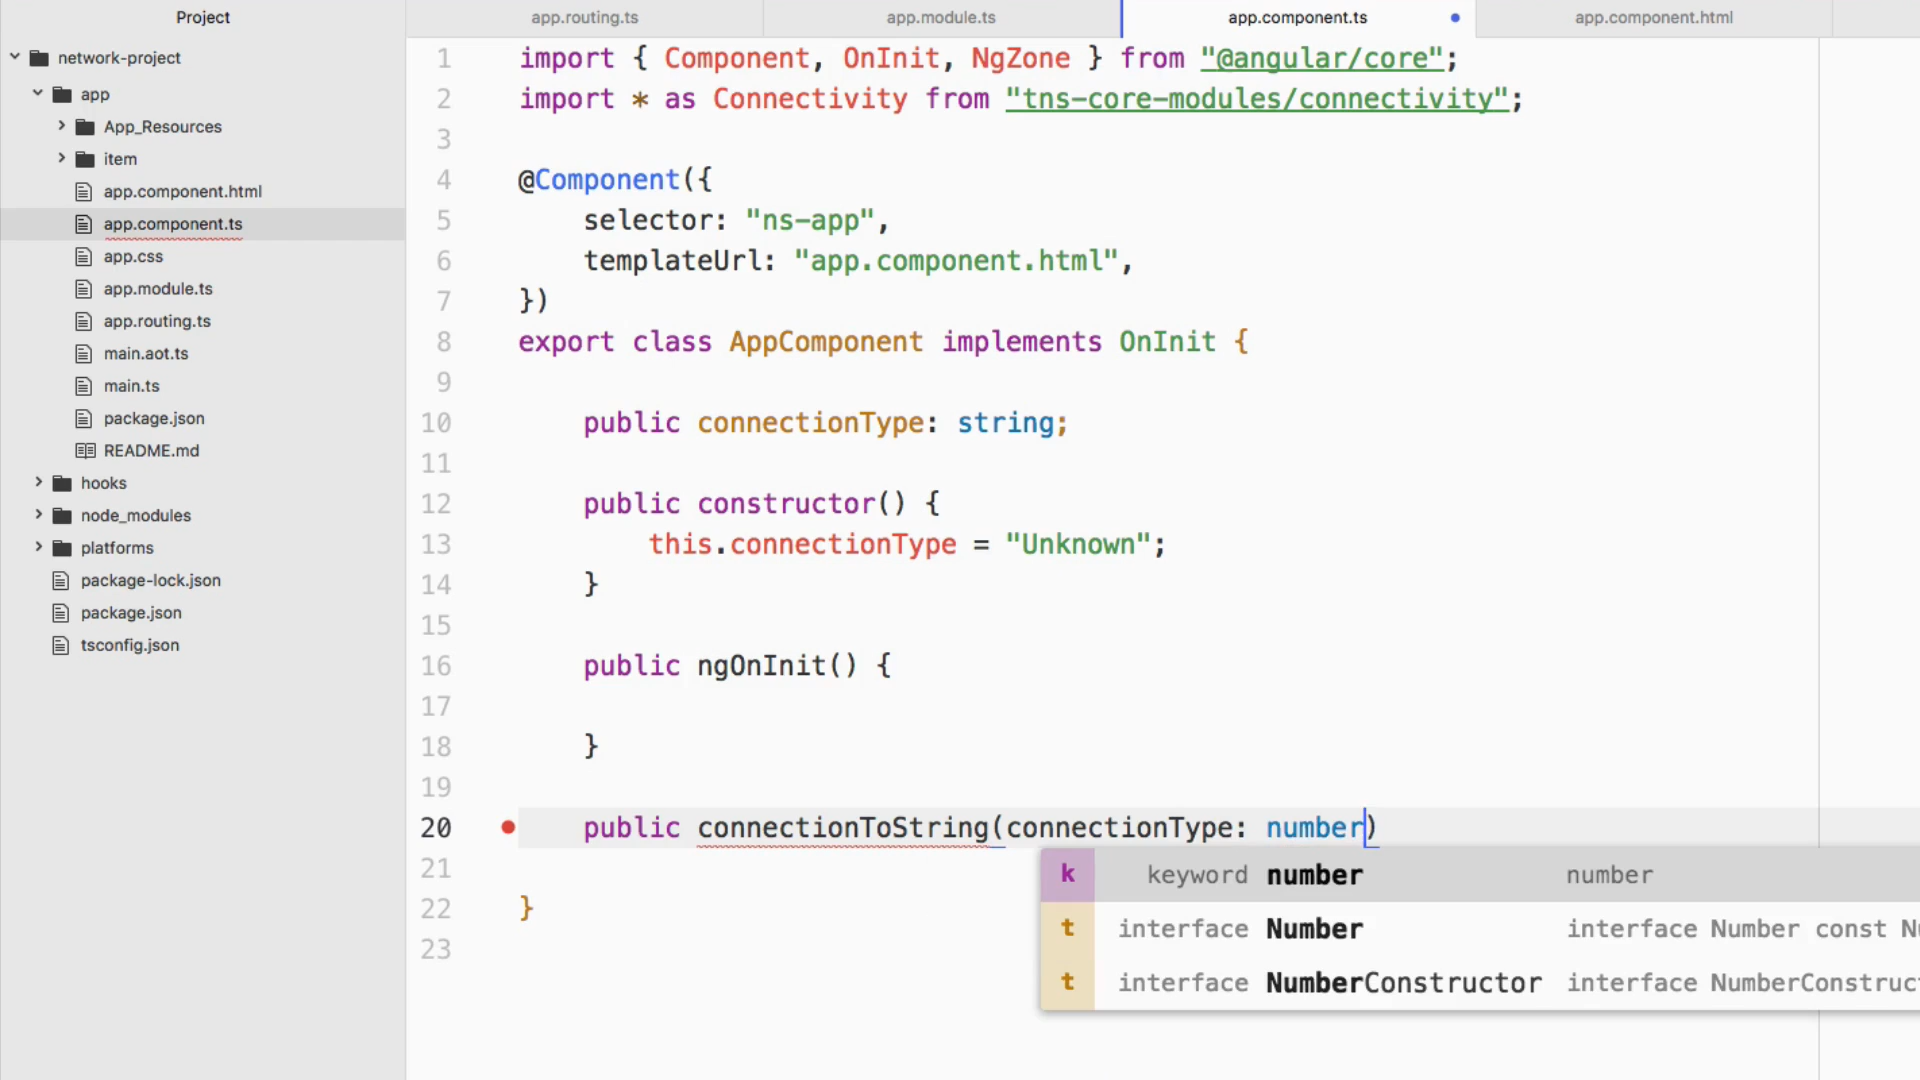 Project
network-project
app
App_Resources
item
app.component.html
app.component.ts
app.css
app.module.ts
app.routing.ts
main.aot.ts
main.ts
package.json
README.md
hooks
node_modules
platforms
package-lock.json
package.json
tsconfig.json
app.routing.ts app.module.ts app.component.ts app.component.html
1 import { Component, OnInit, NgZone } from "@angular/core";
2 import * as Connectivity from "tns-core-modules/connectivity";
3
4 @Component({
5     selector: "ns-app",
6     templateUrl: "app.component.html",
7 })
8 export class AppComponent implements OnInit {
9
10     public connectionType: string;
11
12     public constructor() {
13         this.connectionType = "Unknown";
14     }
15
16     public ngOnInit() {
17
18     }
19
20     public connectionToString(connectionType: number)
21
22 }
23
k keyword number number
t interface Number interface Number const Nu
t interface NumberConstructor interface NumberConstruct